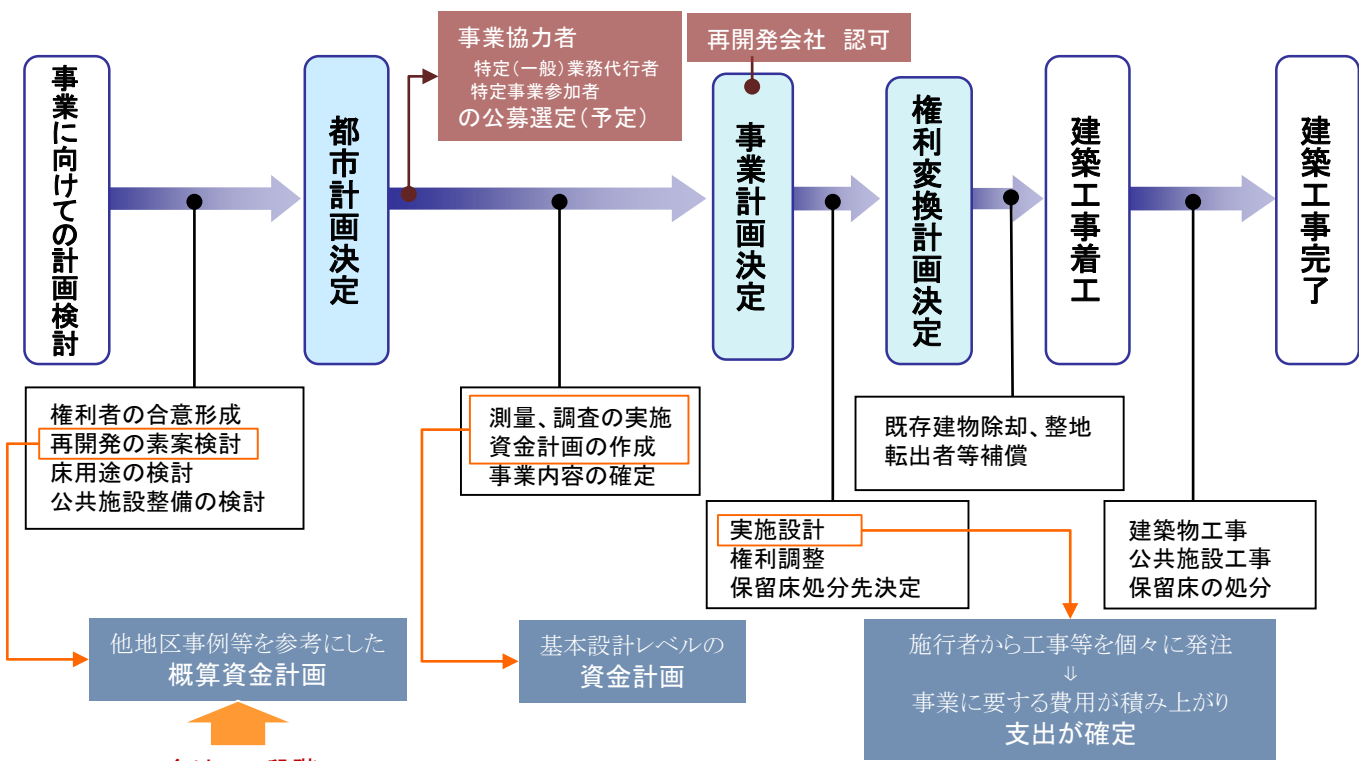 事業協力者
特定(一般)業務代行者
特定事業参加者
の公募選定(予定)
再開発会社 認可
事業に向けての計画検討
都市計画決定
事業計画決定
権利変換計画決定
建築工事着工
建築工事完了
権利者の合意形成
再開発の素案検討
床用途の検討
公共施設整備の検討
測量、調査の実施
資金計画の作成
事業内容の確定
実施設計
権利調整
保留床処分先決定
既存建物除却、整地
転出者等補償
建築物工事
公共施設工事
保留床の処分
他地区事例等を参考にした
概算資金計画
基本設計レベルの
資金計画
施行者から工事等を個々に発注
⇓
事業に要する費用が積み上がり
支出が確定